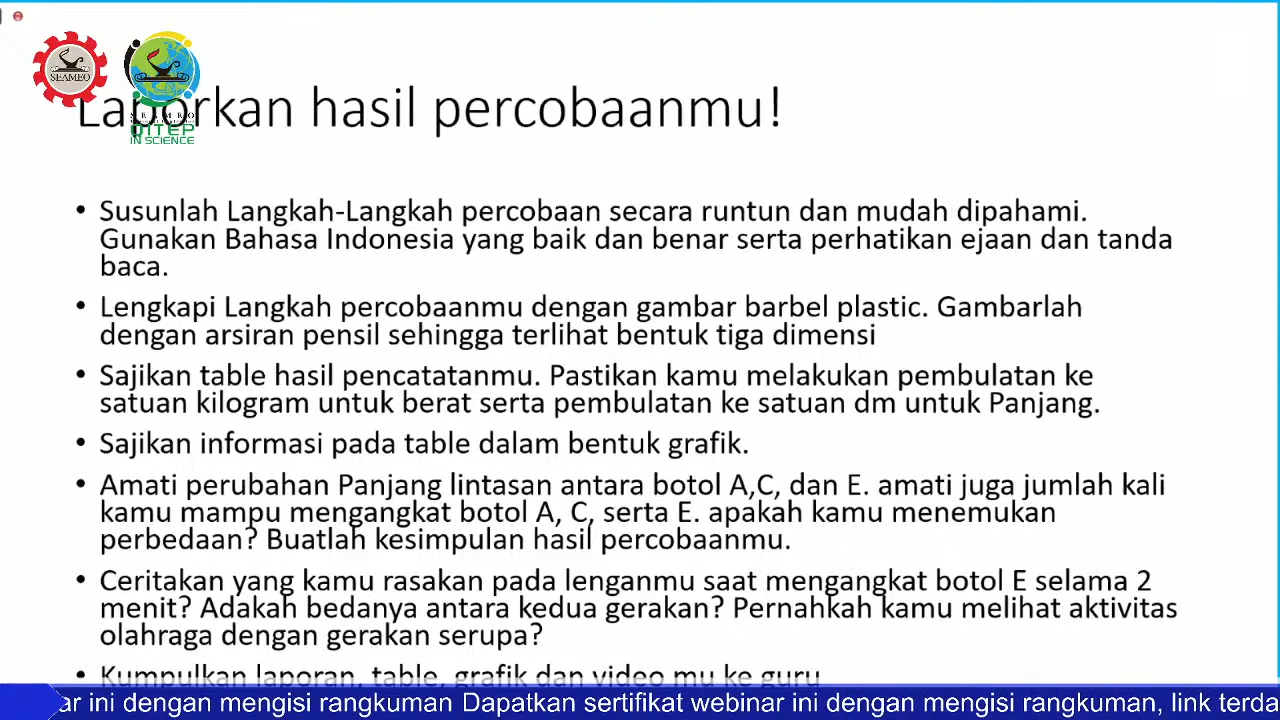 SEAMEO
SEAMEO
QITEP
IN SCIENCE
Laporkan hasil percobaanmu!
• Susunlah Langkah-Langkah percobaan secara runtun dan mudah dipahami.
Gunakan Bahasa Indonesia yang baik dan benar serta perhatikan ejaan dan tanda
baca.
• Lengkapi Langkah percobaanmu dengan gambar barbel plastic. Gambarlah
dengan arsiran pensil sehingga terlihat bentuk tiga dimensi
• Sajikan table hasil pencatatanmu. Pastikan kamu melakukan pembulatan ke
satuan kilogram untuk berat serta pembulatan ke satuan dm untuk Panjang.
• Sajikan informasi pada table dalam bentuk grafik.
• Amati perubahan Panjang lintasan antara botol A,C, dan E. amati juga jumlah kali
kamu mampu mengangkat botol A, C, serta E. apakah kamu menemukan
perbedaan? Buatlah kesimpulan hasil percobaanmu.
• Ceritakan yang kamu rasakan pada lenganmu saat mengangkat botol E selama 2
menit? Adakah bedanya antara kedua gerakan? Pernahkah kamu melihat aktivitas
olahraga dengan gerakan serupa?
• Kumpulkan laporan, table, grafik dan video mu ke guru
ar ini dengan mengisi rangkuman Dapatkan sertifikat webinar ini dengan mengisi rangkuman, link terda